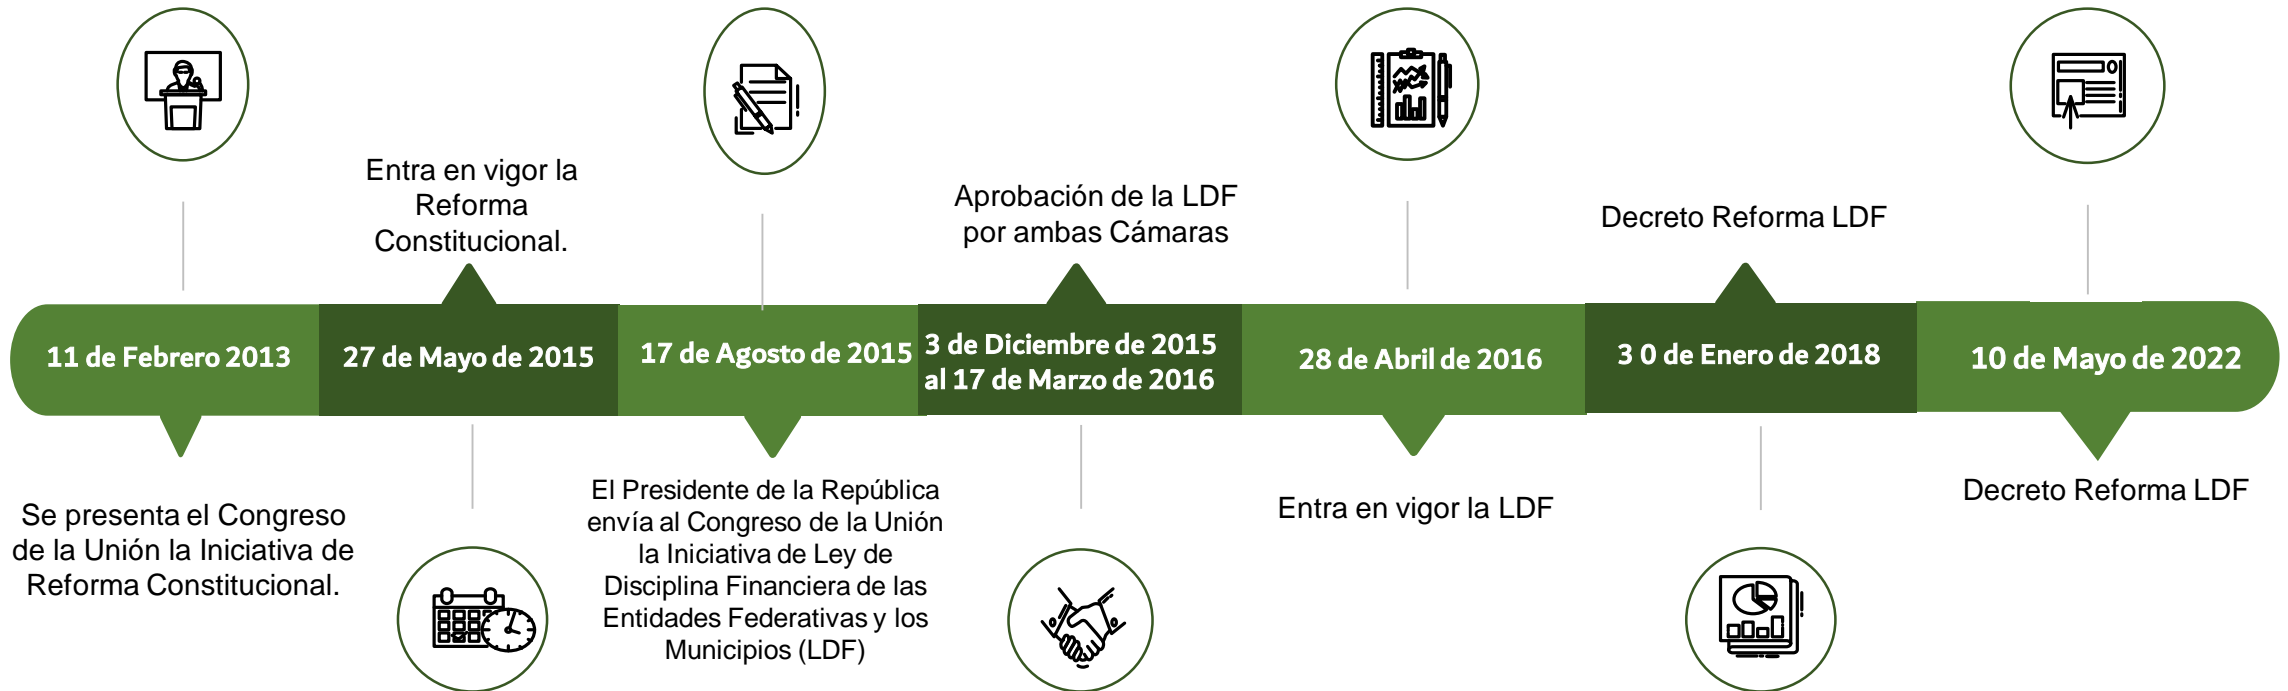 Entra en vigor la
Reforma
Constitucional.
Aprobación de la LDF
por ambas Cámaras
Decreto Reforma LDF
11 de Febrero 2013
27 de Mayo de 2015
17 de Agosto de 2015
3 de Diciembre de 2015
al 17 de Marzo de 2016
28 de Abril de 2016
3 0 de Enero de 2018
10 de Mayo de 2022
Se presenta el Congreso
de la Unión la Iniciativa de
Reforma Constitucional.
El Presidente de la República
envía al Congreso de la Unión
la Iniciativa de Ley de
Disciplina Financiera de las
Entidades Federativas y los
Municipios (LDF)
Entra en vigor la LDF
Decreto Reforma LDF